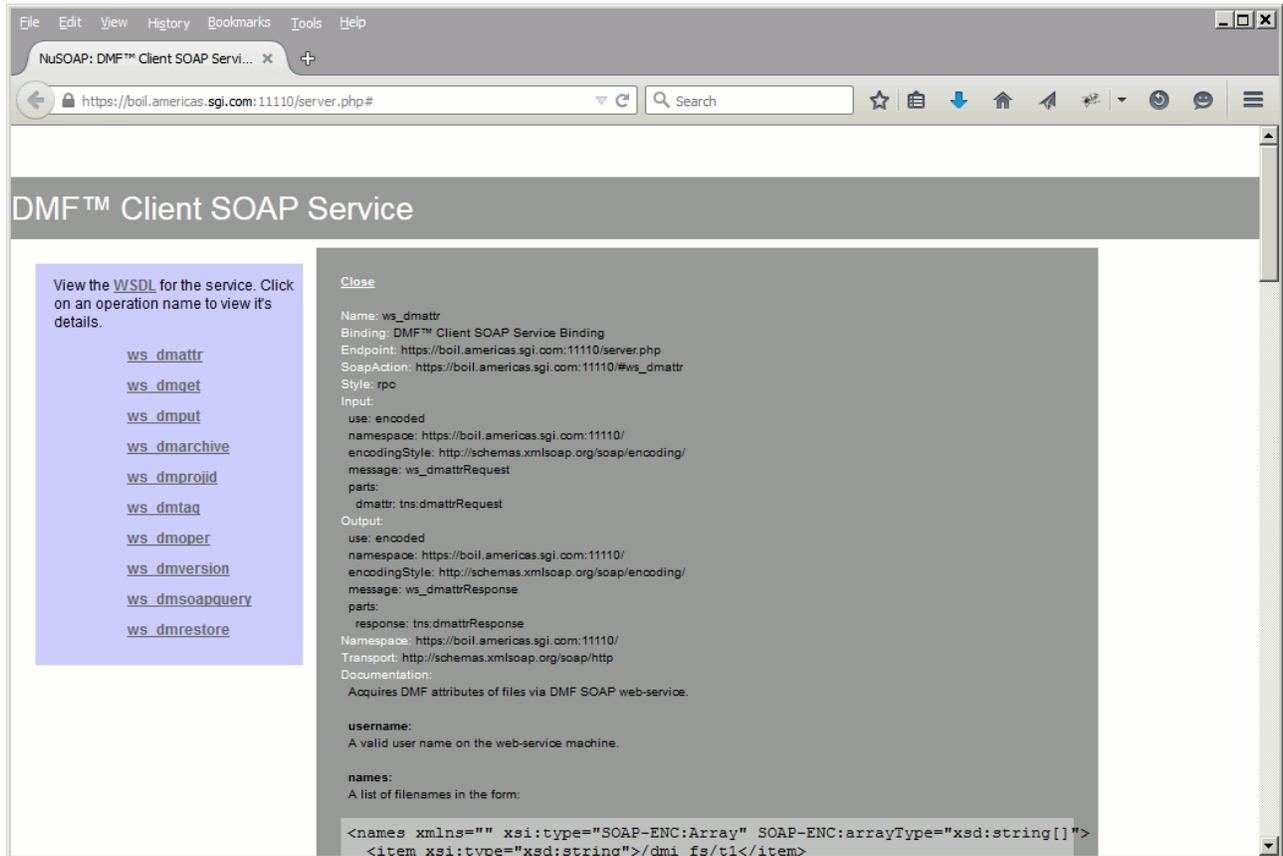 File Edit View History Bookmarks Tools Help
NuSOAP: DMF™ Client SOAP Servi...
https://boil.americas.sgi.com:11110/server.php#
Search
DMF™ Client SOAP Service
View the WSDL for the service. Click
on an operation name to view it's
details.
ws_dmattr
ws_dmget
ws_dmput
ws_dmarchive
ws_dmprojid
ws_dmtag
ws_dmoper
ws_dmversion
ws_dmsoapquery
ws_dmrestore
Close
Name: ws_dmattr
Binding: DMF™ Client SOAP Service Binding
Endpoint: https://boil.americas.sgi.com:11110/server.php
SoapAction: https://boil.americas.sgi.com:11110/#ws_dmattr
Style: rpc
Input:
use: encoded
namespace: https://boil.americas.sgi.com:11110/
encodingStyle: http://schemas.xmlsoap.org/soap/encoding/
message: ws_dmattrRequest
parts:
dmattr: tns:dmattrRequest
Output:
use: encoded
namespace: https://boil.americas.sgi.com:11110/
encodingStyle: http://schemas.xmlsoap.org/soap/encoding/
message: ws_dmattrResponse
parts:
response: tns:dmattrResponse
Namespace: https://boil.americas.sgi.com:11110/
Transport: http://schemas.xmlsoap.org/soap/http
Documentation:
Acquires DMF attributes of files via DMF SOAP web-service.
username:
A valid user name on the web-service machine.
names:
A list of filenames in the form:
<names xmlns="" xsi:type="SOAP-ENC:Array" SOAP-ENC:arrayType="xsd:string[]">
<item xsi:type="xsd:string">/dmi_fs/t1</item>